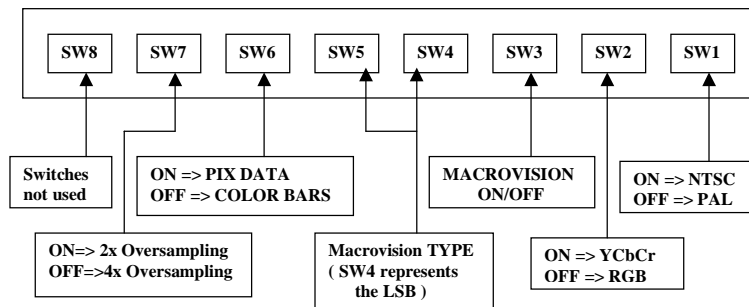 SW8 SW7 SW6 SW5 SW4 SW3 SW2 SW1
Switches
not used
ON => PIX DATA
OFF => COLOR BARS
MACROVISION
ON/OFF
ON => NTSC
OFF => PAL
ON=> 2x Oversampling
OFF=>4x Oversampling
Macrovision TYPE
( SW4 represents
the LSB )
ON => YCbCr
OFF => RGB